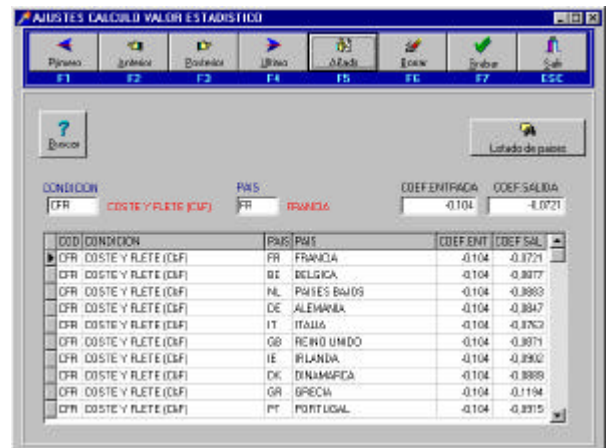 AJUSTES CALCULO VALOR ESTADISTICO
Primero Anterior Posterior Ultimo Añadir Borrar Grabar Salir
F1 F2 F3 F4 F5 F6 F7 ESC
Buscar
Listado de paises
CONDICION PAIS COEF.ENTRADA COEF.SALIDA
CFR COSTE Y FLETE (C&F) FR FRANCIA -0,104 -0,0721
COD CONDICION PAIS PAIS COEF.ENT COEF.SAL
CFR COSTE Y FLETE (C&F) FR FRANCIA -0,104 -0,0721
CFR COSTE Y FLETE (C&F) BE BELGICA -0,104 -0,0877
CFR COSTE Y FLETE (C&F) NL PAISES BAJOS -0,104 -0,0883
CFR COSTE Y FLETE (C&F) DE ALEMANIA -0,104 -0,0847
CFR COSTE Y FLETE (C&F) IT ITALIA -0,104 -0,0763
CFR COSTE Y FLETE (C&F) GB REINO UNIDO -0,104 -0,0871
CFR COSTE Y FLETE (C&F) IE IRLANDA -0,104 -0,0902
CFR COSTE Y FLETE (C&F) DK DINAMARCA -0,104 -0,0889
CFR COSTE Y FLETE (C&F) GR GRECIA -0,104 -0,1194
CFR COSTE Y FLETE (C&F) PT PORTUGAL -0,104 -0,0915